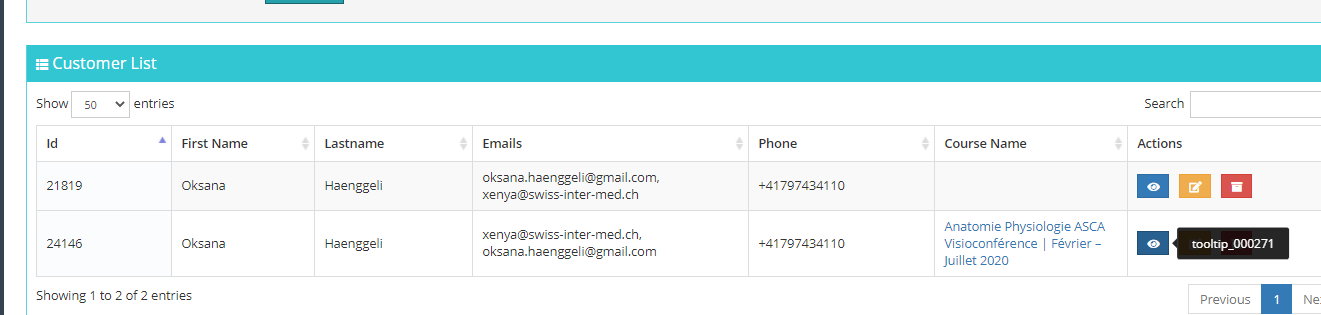 Customer List
Show 50 entries
Search
Id First Name Lastname Emails Phone Course Name Actions
21819 Oksana Haenggeli oksana.haenggeli@gmail.com, +41797434110
xenya@swiss-inter-med.ch
Anatomie Physiologie ASCA
24146 Oksana Haenggeli xenya@swiss-inter-med.ch, +41797434110 Visioconférence | Février – tooltip_000271
oksana.haenggeli@gmail.com
Juillet 2020
Showing 1 to 2 of 2 entries
Previous 1